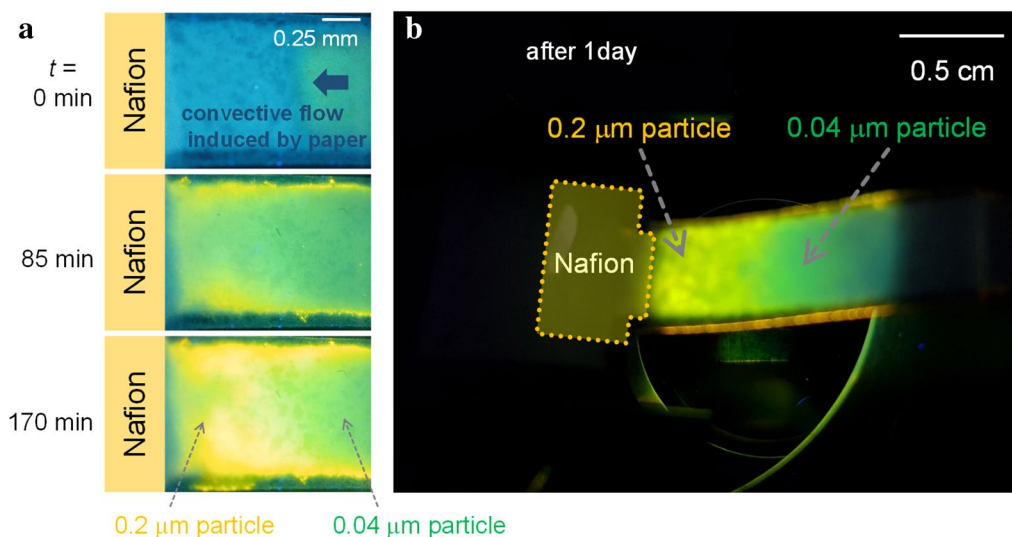 a
0.25 mm
t =
0 min
Nafion
convective flow
induced by paper
85 min
Nafion
170 min
Nafion
0.2 μm particle
0.04 μm particle
b
after 1day
0.5 cm
0.2 μm particle
0.04 μm particle
Nafion